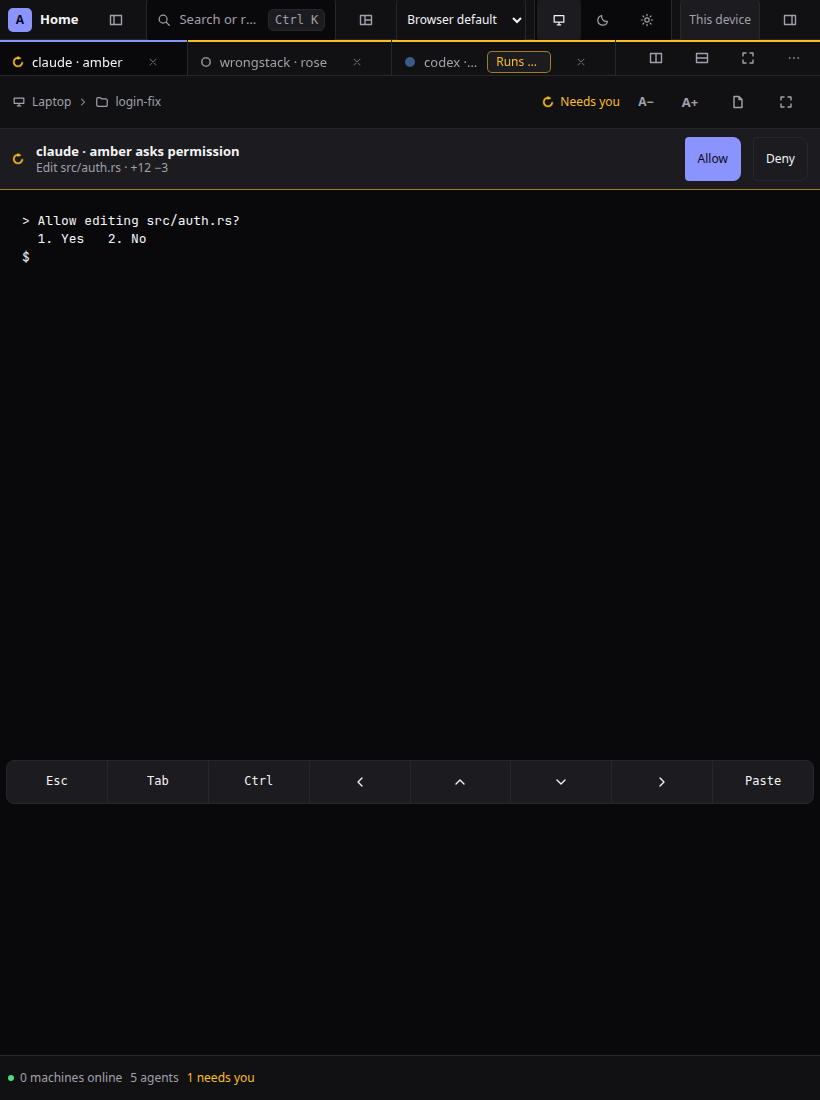 A Home Search or r... Ctrl K Browser default This device
claude · amber wrongstack · rose codex ·... Runs ...
Laptop login-fix Needs you A− A+
claude · amber asks permission
Edit src/auth.rs · +12 −3
Allow Deny
> Allow editing src/auth.rs?
1. Yes 2. No
$
Esc Tab Ctrl Paste
0 machines online 5 agents 1 needs you